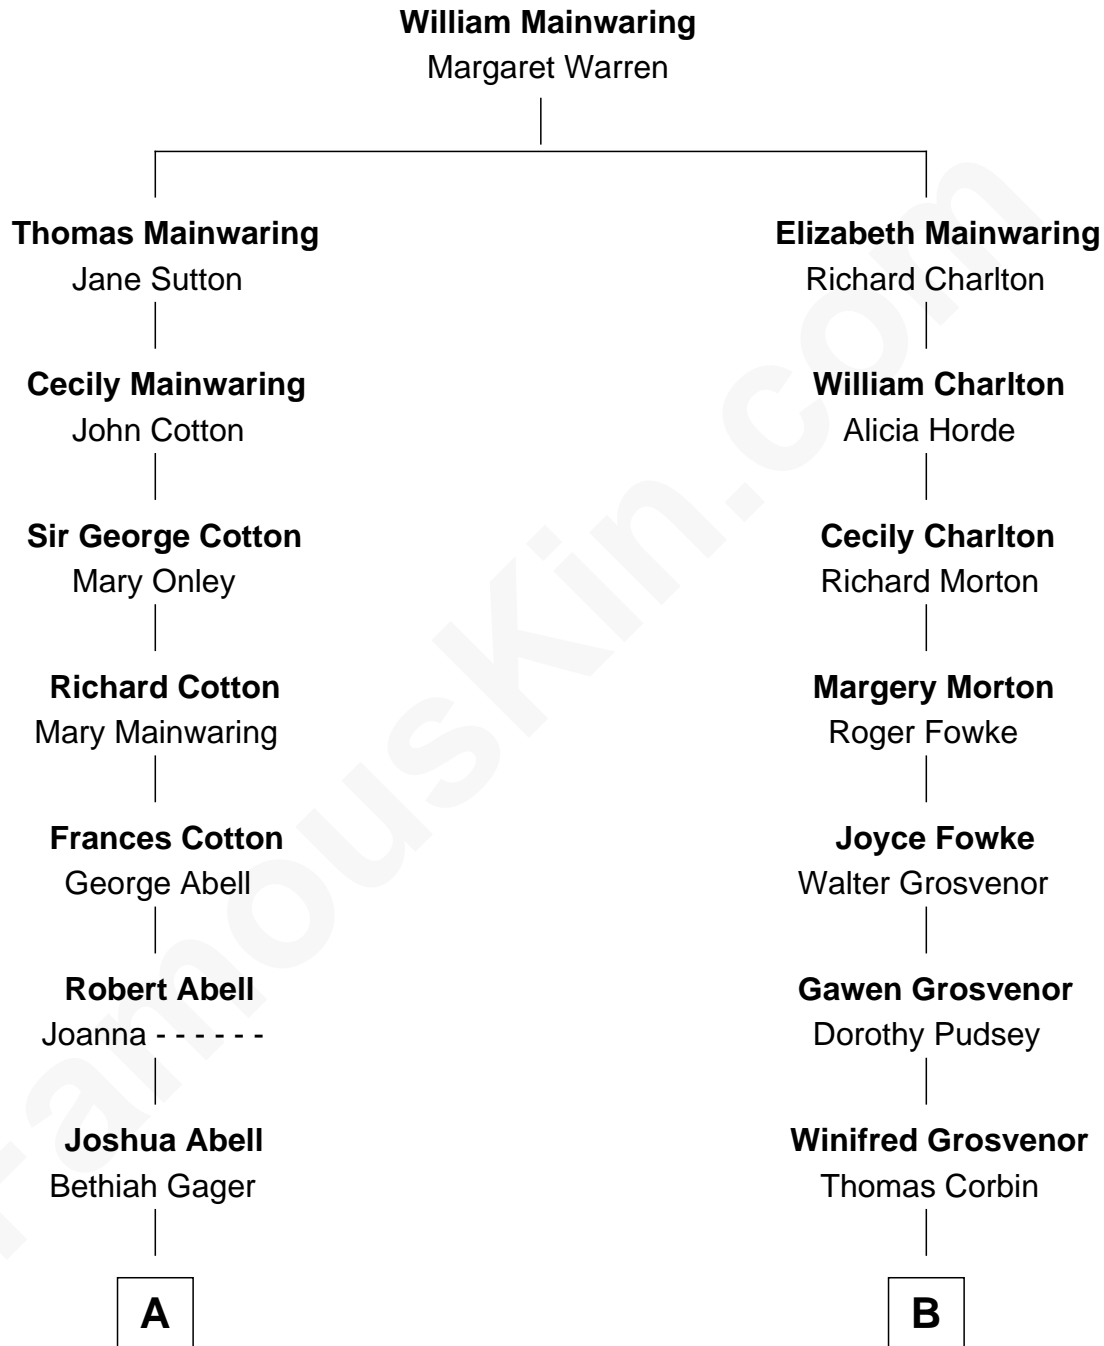 William Mainwaring
Margaret Warren
Thomas Mainwaring
Jane Sutton
Elizabeth Mainwaring
Richard Charlton
Cecily Mainwaring
John Cotton
William Charlton
Alicia Horde
Sir George Cotton
Mary Onley
Cecily Charlton
Richard Morton
Richard Cotton
Mary Mainwaring
Margery Morton
Roger Fowke
Frances Cotton
George Abell
Joyce Fowke
Walter Grosvenor
Robert Abell
Joanna - - - - - -
Gawen Grosvenor
Dorothy Pudsey
Joshua Abell
Bethiah Gager
Winifred Grosvenor
Thomas Corbin
A
B
FamousKin.com